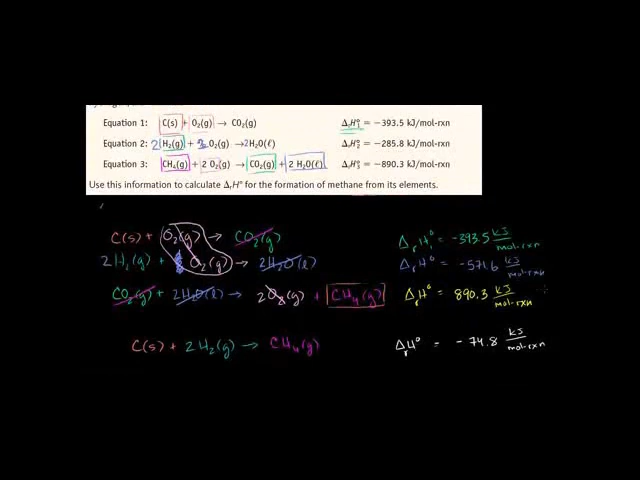 Equation 1: C(s) + O₂(g) → CO₂(g) ΔᵣH°₁ = −393.5 kJ/mol-rxn
Equation 2: 2 H₂(g) + O₂(g) → 2H₂O(ℓ) ΔᵣH°₂ = −285.8 kJ/mol-rxn
Equation 3: CH₄(g) + 2 O₂(g) → CO₂(g) + 2 H₂O(ℓ) ΔᵣH°₃ = −890.3 kJ/mol-rxn
Use this information to calculate ΔᵣH° for the formation of methane from its elements.
C(s) + O₂(g) → CO₂(g) ΔᵣH°₁ = -393.5 kJ/mol-rxn
2H₂(g) + O₂(g) → 2H₂O(l) ΔᵣH° = -571.6 kJ/mol-rxn
CO₂(g) + 2H₂O(l) → 2O₂(g) + CH₄(g) ΔᵣH° = 890.3 kJ/mol-rxn
C(s) + 2H₂(g) → CH₄(g) ΔᵣH° = -74.8 kJ/mol-rxn